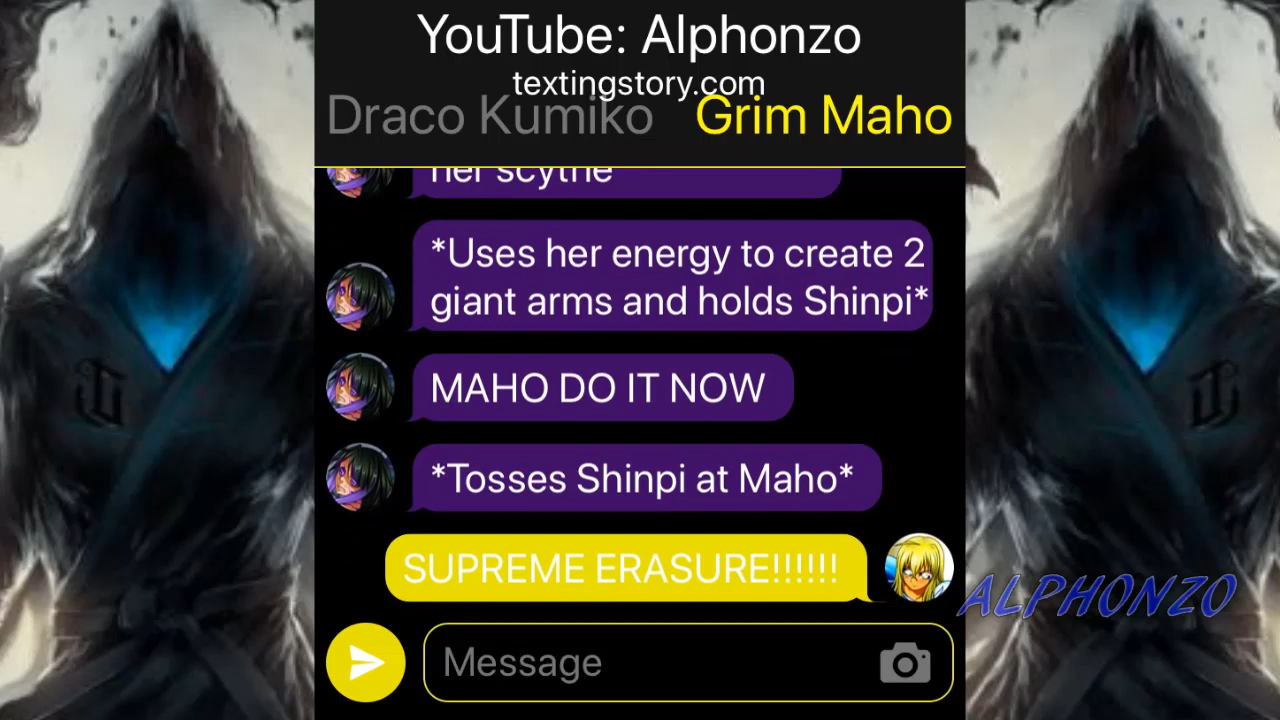 YouTube: Alphonzo
textingstory.com
Draco Kumiko Grim Maho
her scythe
*Uses her energy to create 2
giant arms and holds Shinpi*
MAHO DO IT NOW
*Tosses Shinpi at Maho*
SUPREME ERASURE!!!!!!
ALPHONZO
Message